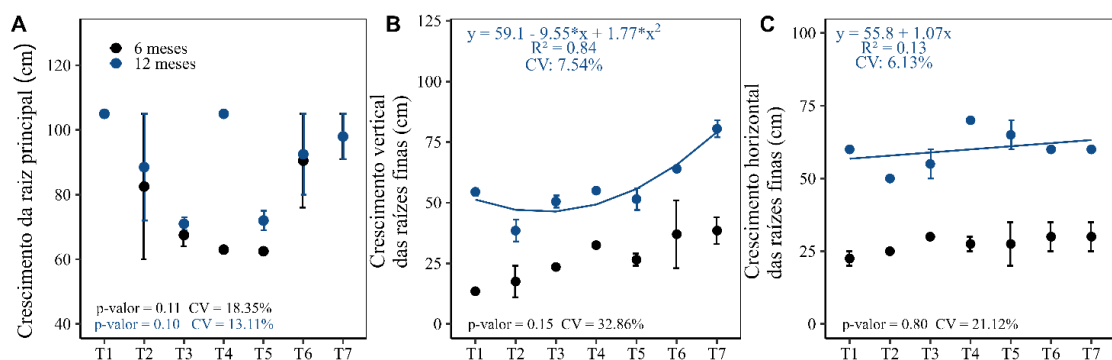 A
Crescimento da raiz principal (cm)
120
100
80
60
40
6 meses
12 meses
p-valor = 0.11 CV = 18.35%
p-valor = 0.10 CV = 13.11%
T1 T2 T3 T4 T5 T6 T7
B
Crescimento vertical
das raízes finas (cm)
125
100
75
50
25
0
y = 59.1 - 9.55*x + 1.77*x²
R² = 0.84
CV: 7.54%
p-valor = 0.15 CV = 32.86%
T1 T2 T3 T4 T5 T6 T7
C
Crescimento horizontal
das raízes finas (cm)
100
75
50
25
0
y = 55.8 + 1.07x
R² = 0.13
CV: 6.13%
p-valor = 0.80 CV = 21.12%
T1 T2 T3 T4 T5 T6 T7